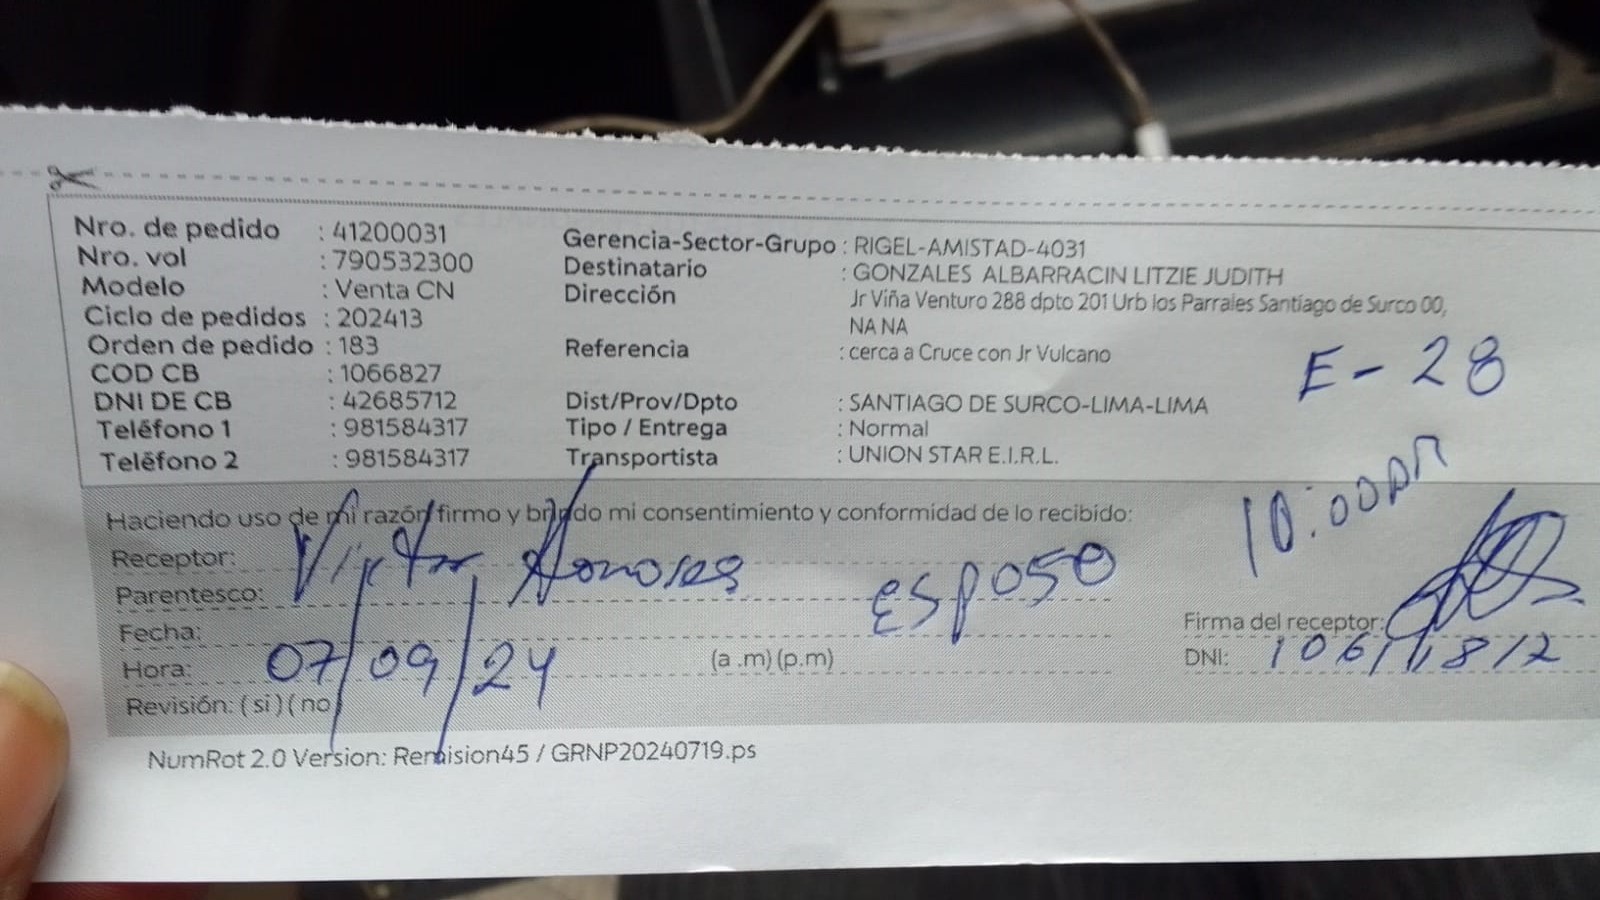 Nro. de pedido : 41200031
Nro. vol : 790532300
Modelo : Venta CN
Ciclo de pedidos : 202413
Orden de pedido : 183
COD CB : 1066827
DNI DE CB : 42685712
Teléfono 1 : 981584317
Teléfono 2 : 981584317
Gerencia-Sector-Grupo : RIGEL-AMISTAD-4031
Destinatario : GONZALES ALBARRACIN LITZIE JUDITH
Dirección Jr Viña Venturo 288 dpto 201 Urb los Parrales Santiago de Surco 00,
NA NA
Referencia : cerca a Cruce con Jr Vulcano
Dist/Prov/Dpto : SANTIAGO DE SURCO-LIMA-LIMA
Tipo / Entrega : Normal
Transportista : UNION STAR E.I.R.L.
E-28
10:00
Haciendo uso de mi razón firmo y brindo mi consentimiento y conformidad de lo recibido:
Receptor: Victor
Parentesco: esposo
Fecha:
Hora: 07/09/24 (a .m) (p.m)
Revisión: ( si ) ( no
Firma del receptor:
DNI:
NumRot 2.0 Version: Remision45 / GRNP20240719.ps